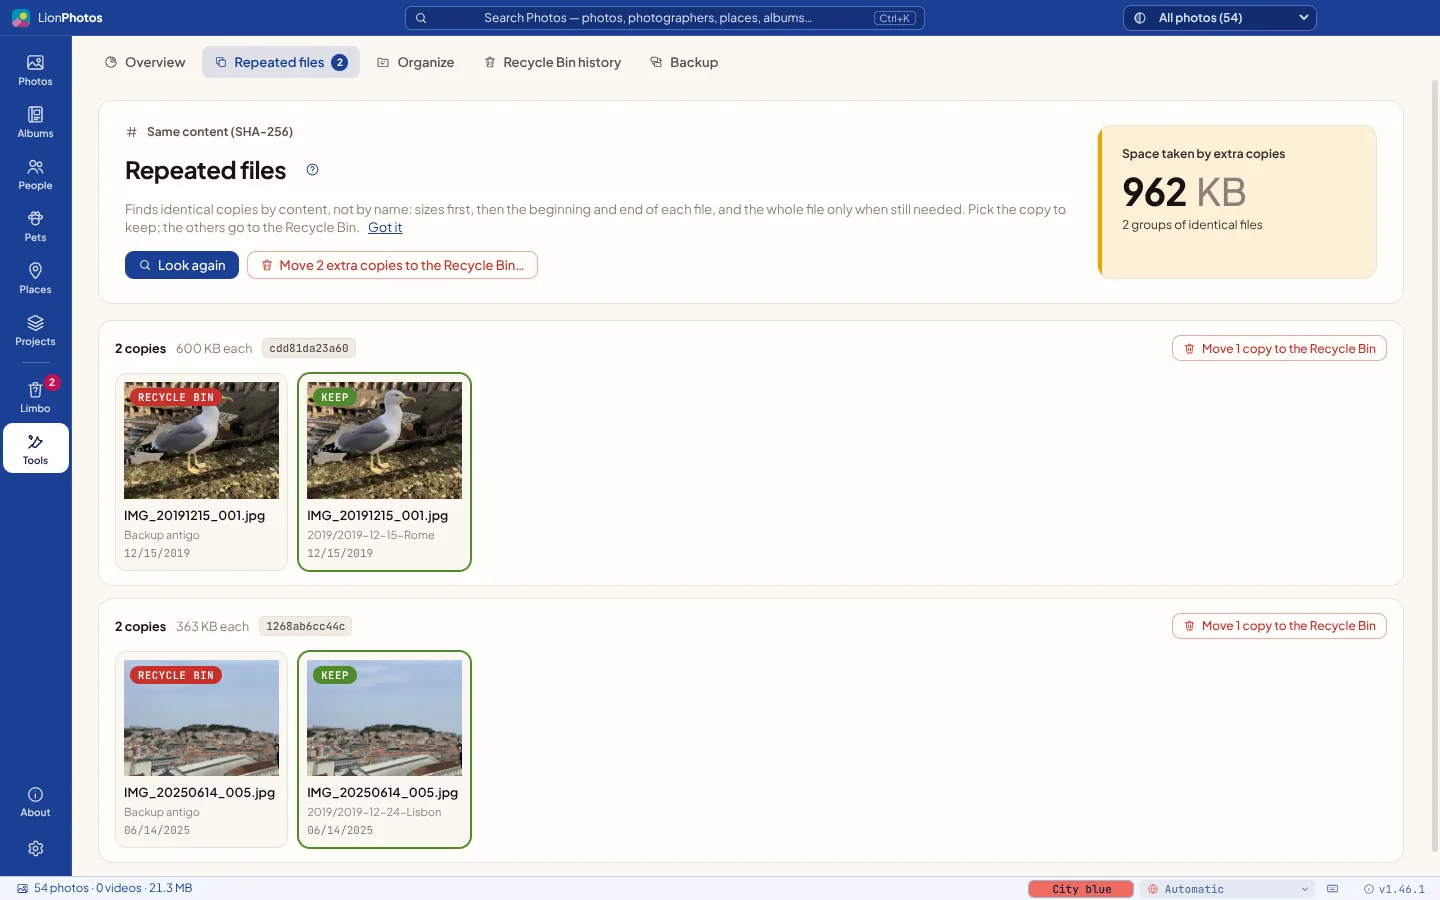 LionPhotos
Search Photos — photos, photographers, places, albums...
Ctrl+K
All photos (54)
Photos
Albums
People
Pets
Places
Projects
2
Limbo
Tools
About
Overview
Repeated files 2
Organize
Recycle Bin history
Backup
# Same content (SHA-256)
Repeated files
Finds identical copies by content, not by name: sizes first, then the beginning and end of each file, and the whole file only when still needed. Pick the copy to
keep; the others go to the Recycle Bin. Got it
Look again
Move 2 extra copies to the Recycle Bin...
Space taken by extra copies
962 KB
2 groups of identical files
2 copies 600 KB each cdd81da23a60
Move 1 copy to the Recycle Bin
RECYCLE BIN
IMG_20191215_001.jpg
Backup antigo
12/15/2019
KEEP
IMG_20191215_001.jpg
2019/2019-12-15-Rome
12/15/2019
2 copies 363 KB each 1268ab6cc44c
Move 1 copy to the Recycle Bin
RECYCLE BIN
IMG_20250614_005.jpg
Backup antigo
06/14/2025
KEEP
IMG_20250614_005.jpg
2019/2019-12-24-Lisbon
06/14/2025
54 photos · 0 videos · 21.3 MB
City blue
Automatic
v1.46.1